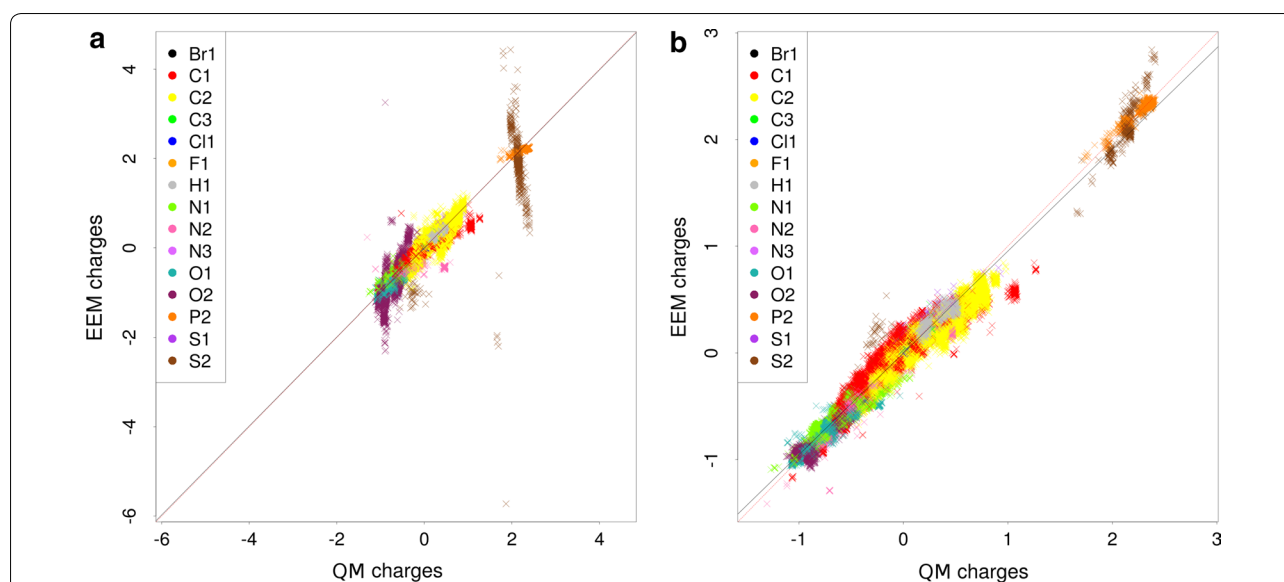 a
Br1
C1
C2
C3
Cl1
F1
H1
N1
N2
N3
O1
O2
P2
S1
S2
4
2
0
-2
-4
-6
EEM charges
-6
-4
-2
0
2
4
QM charges
b
Br1
C1
C2
C3
Cl1
F1
H1
N1
N2
N3
O1
O2
P2
S1
S2
3
2
1
0
-1
EEM charges
-1
0
1
2
3
QM charges